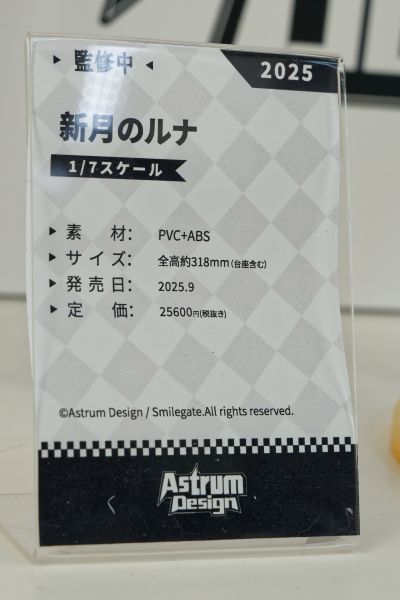 ▶ 監修中 ◀
2025
新月のルナ
1/7スケール
▶ 素 材： PVC+ABS
▶ サイズ： 全高約318mm(台座含む)
▶ 発売日： 2025.9
▶ 定 価： 25600円(税抜き)
©Astrum Design / Smilegate.All rights reserved.
Astrum
Design